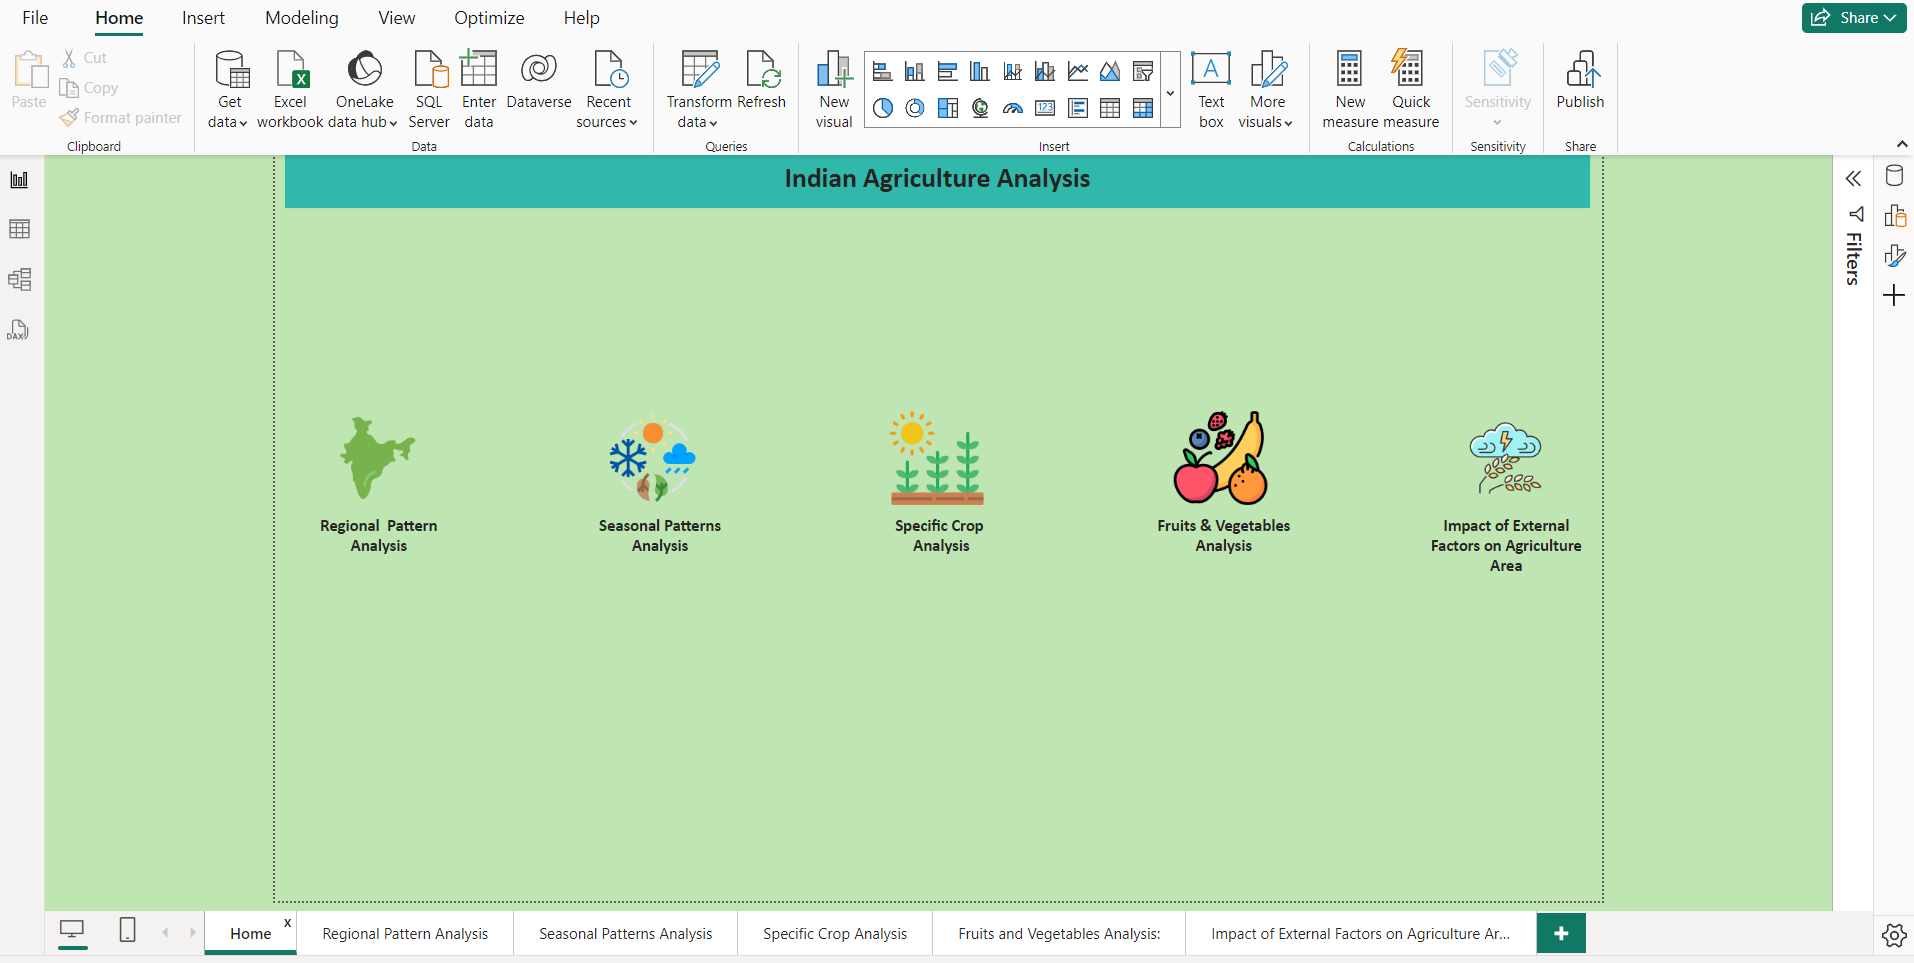 File Home Insert Modeling View Optimize Help
Share
Paste
Cut
Copy
Format painter
Clipboard
Get
data
Excel
workbook
OneLake
data hub
SQL
Server
Enter
data
Dataverse
Recent
sources
Data
Transform
data
Refresh
Queries
New
visual
123
Insert
A
Text
box
More
visuals
New
measure
Quick
measure
Calculations
Sensitivity
Sensitivity
Publish
Share
DAX
Indian Agriculture Analysis
Filters
Regional  Pattern
Analysis
Seasonal Patterns
Analysis
Specific Crop
Analysis
Fruits & Vegetables
Analysis
Impact of External
Factors on Agriculture
Area
Home
x
Regional Pattern Analysis
Seasonal Patterns Analysis
Specific Crop Analysis
Fruits and Vegetables Analysis:
Impact of External Factors on Agriculture Ar...